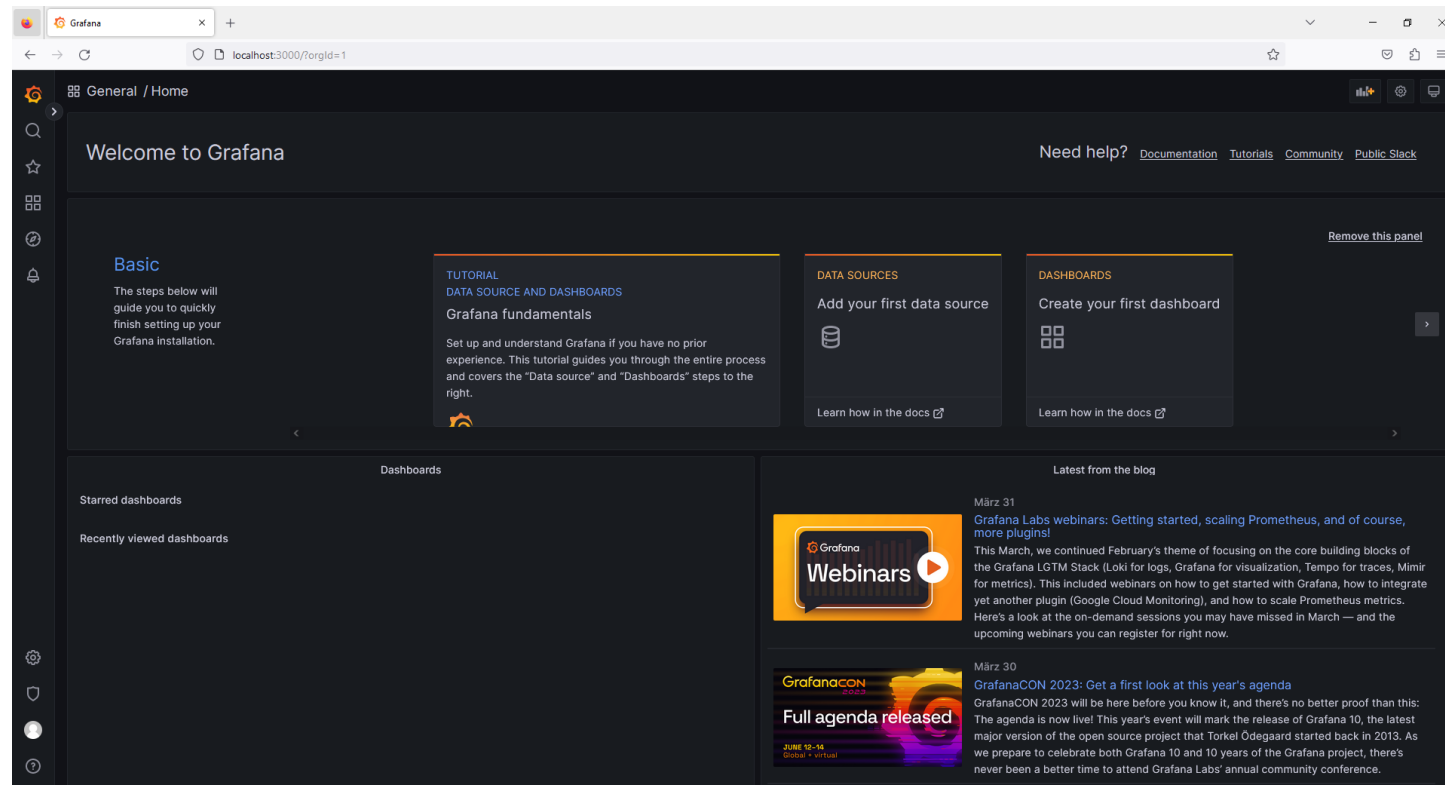 Grafana
localhost:3000/?orgId=1
General / Home
Welcome to Grafana
Need help? Documentation Tutorials Community Public Slack
Remove this panel
Basic
The steps below will
guide you to quickly
finish setting up your
Grafana installation.
TUTORIAL
DATA SOURCE AND DASHBOARDS
Grafana fundamentals
Set up and understand Grafana if you have no prior
experience. This tutorial guides you through the entire process
and covers the “Data source” and “Dashboards” steps to the
right.
DATA SOURCES
Add your first data source
Learn how in the docs
DASHBOARDS
Create your first dashboard
Learn how in the docs
Dashboards
Starred dashboards
Recently viewed dashboards
Latest from the blog
Grafana
Webinars
März 31
Grafana Labs webinars: Getting started, scaling Prometheus, and of course,
more plugins!
This March, we continued February’s theme of focusing on the core building blocks of
the Grafana LGTM Stack (Loki for logs, Grafana for visualization, Tempo for traces, Mimir
for metrics). This included webinars on how to get started with Grafana, how to integrate
yet another plugin (Google Cloud Monitoring), and how to scale Prometheus metrics.
Here’s a look at the on-demand sessions you may have missed in March — and the
upcoming webinars you can register for right now.
GrafanaCON
2023
Full agenda released
JUNE 12–14
Global + virtual
März 30
GrafanaCON 2023: Get a first look at this year's agenda
GrafanaCON 2023 will be here before you know it, and there’s no better proof than this:
The agenda is now live! This year’s event will mark the release of Grafana 10, the latest
major version of the open source project that Torkel Ödegaard started back in 2013. As
we prepare to celebrate both Grafana 10 and 10 years of the Grafana project, there’s
never been a better time to attend Grafana Labs’ annual community conference.